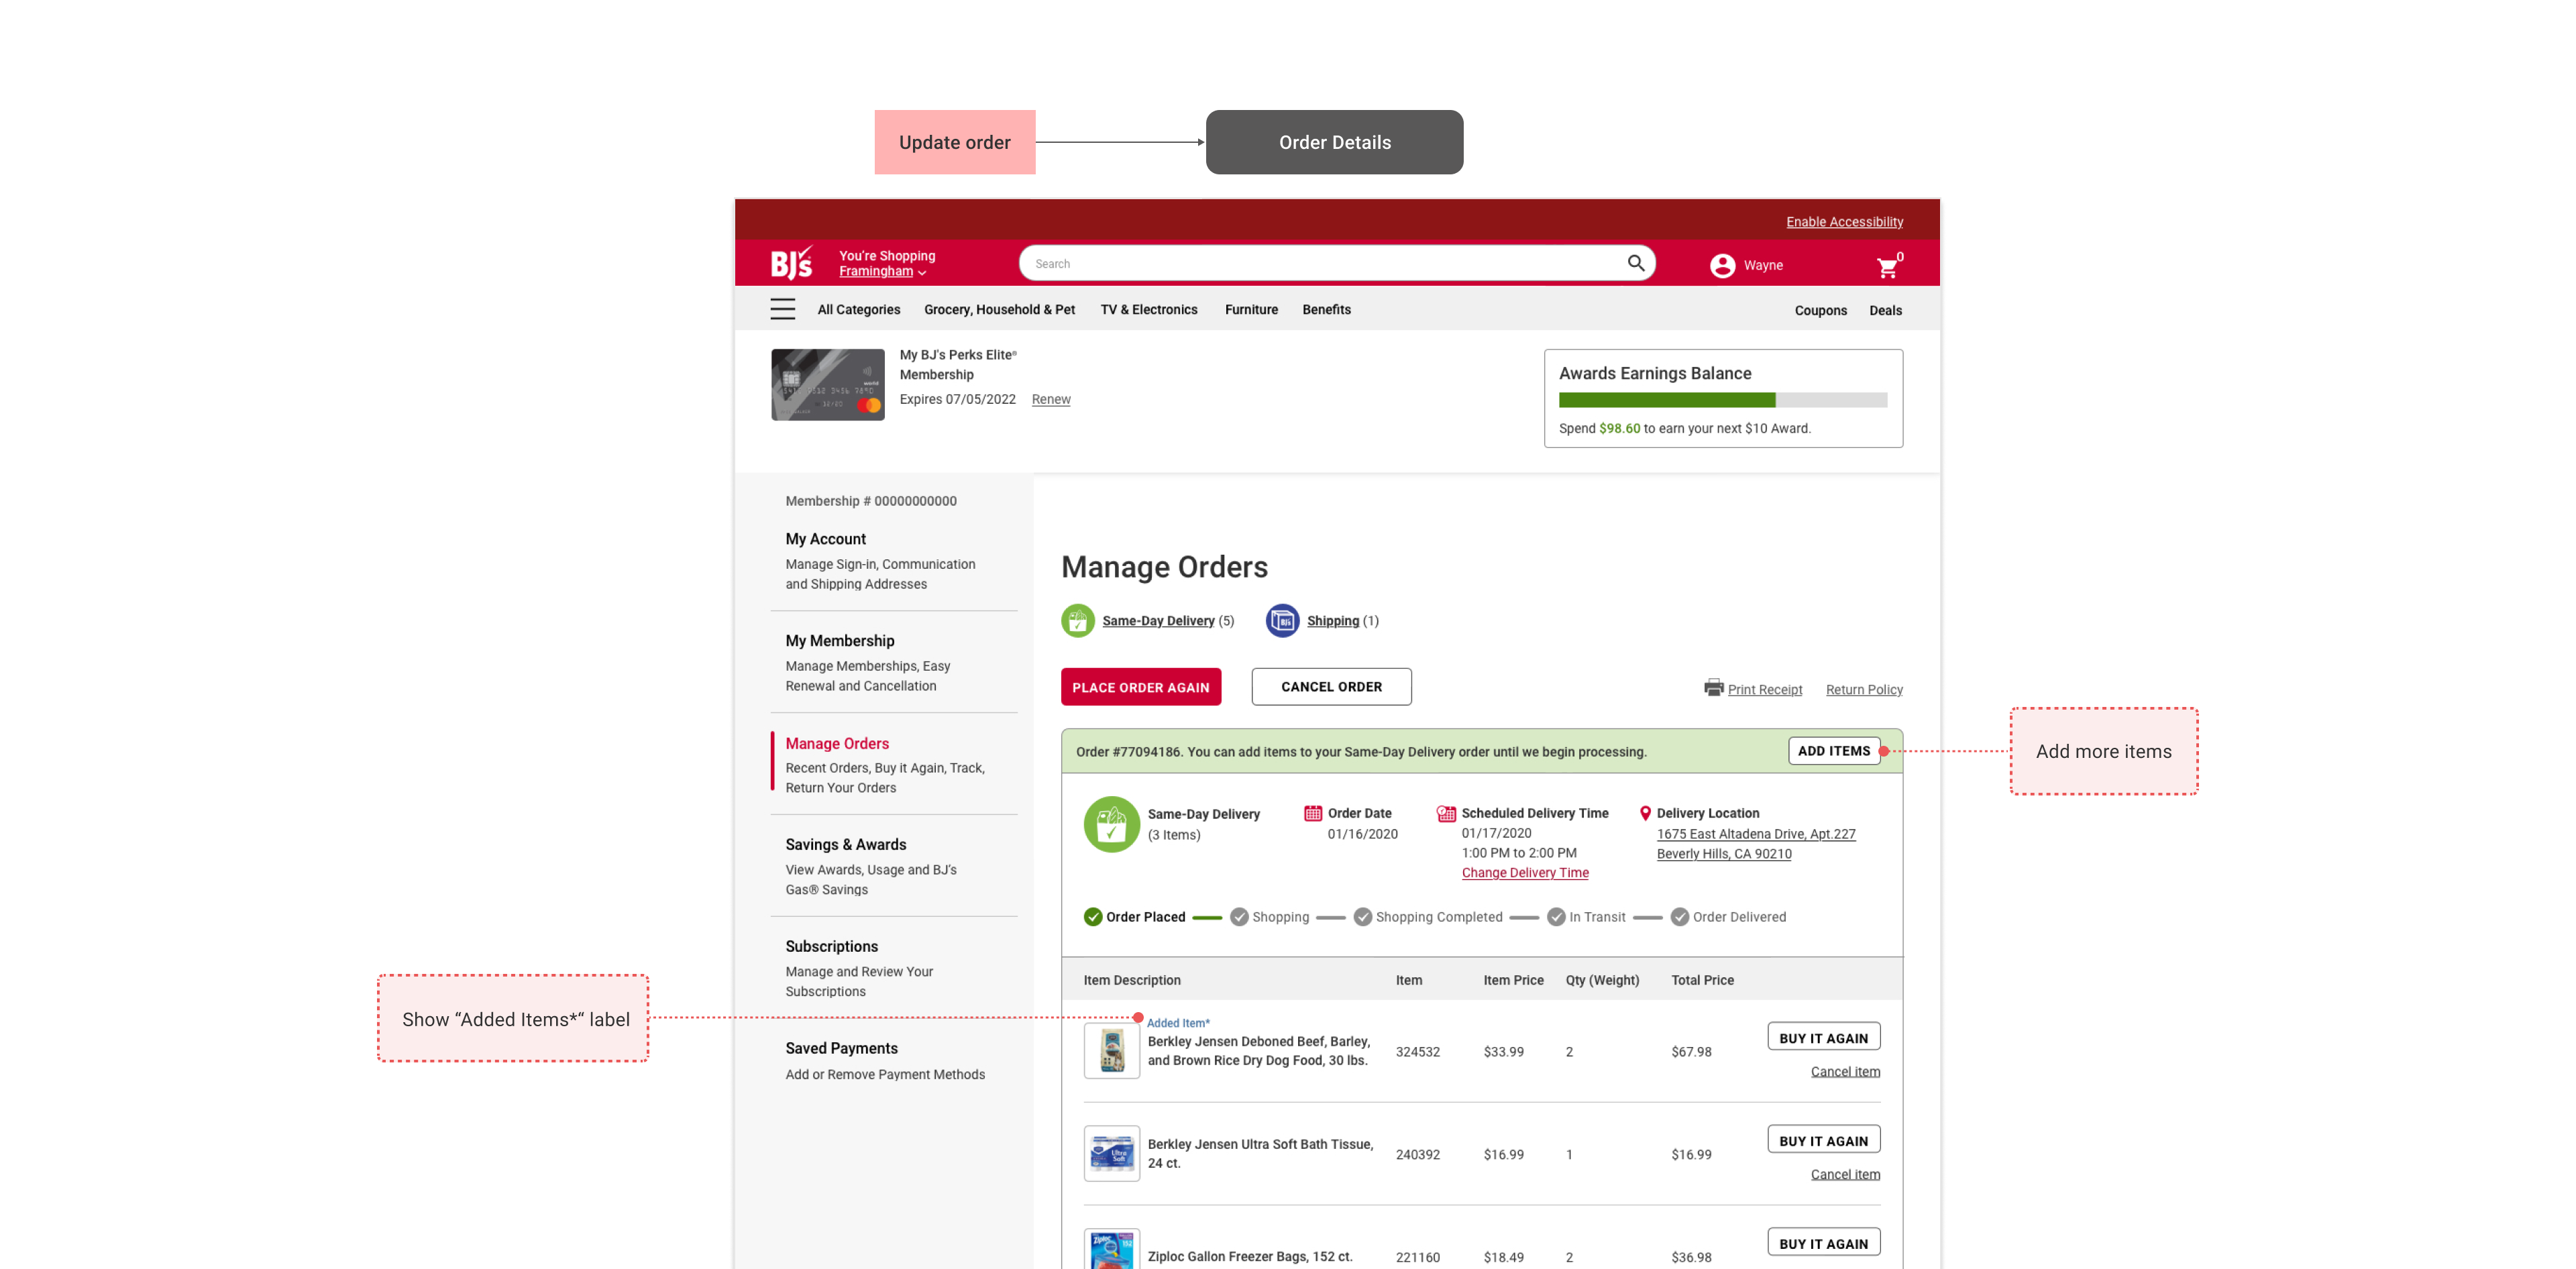 Update order
Order Details
Enable Accessibility
BJ's
You're Shopping
Framingham
Search
Wayne
0
All Categories
Grocery, Household & Pet
TV & Electronics
Furniture
Benefits
Coupons
Deals
world
My BJ's Perks Elite®
Membership
Expires 07/05/2022
Renew
Awards Earnings Balance
Spend $98.60 to earn your next $10 Award.
Membership # 00000000000
My Account
Manage Sign-in, Communication
and Shipping Addresses
My Membership
Manage Memberships, Easy
Renewal and Cancellation
Manage Orders
Recent Orders, Buy it Again, Track,
Return Your Orders
Savings & Awards
View Awards, Usage and BJ's
Gas® Savings
Subscriptions
Manage and Review Your
Subscriptions
Saved Payments
Add or Remove Payment Methods
Manage Orders
Same-Day Delivery (5)
BJ's
Shipping (1)
PLACE ORDER AGAIN
CANCEL ORDER
Print Receipt
Return Policy
Order #77094186. You can add items to your Same-Day Delivery order until we begin processing.
ADD ITEMS
Add more items
Same-Day Delivery
(3 Items)
Order Date
01/16/2020
Scheduled Delivery Time
01/17/2020
1:00 PM to 2:00 PM
Change Delivery Time
Delivery Location
1675 East Altadena Drive, Apt.227
Beverly Hills, CA 90210
Order Placed
Shopping
Shopping Completed
In Transit
Order Delivered
Item Description
Item
Item Price
Qty (Weight)
Total Price
Show “Added Items*“ label
Added Item*
Berkley Jensen Deboned Beef, Barley,
and Brown Rice Dry Dog Food, 30 lbs.
324532
$33.99
2
$67.98
BUY IT AGAIN
Cancel item
Ultra
Soft
Berkley Jensen Ultra Soft Bath Tissue,
24 ct.
240392
$16.99
1
$16.99
BUY IT AGAIN
Cancel item
Ziploc
Ziploc Gallon Freezer Bags, 152 ct.
221160
$18.49
2
$36.98
BUY IT AGAIN